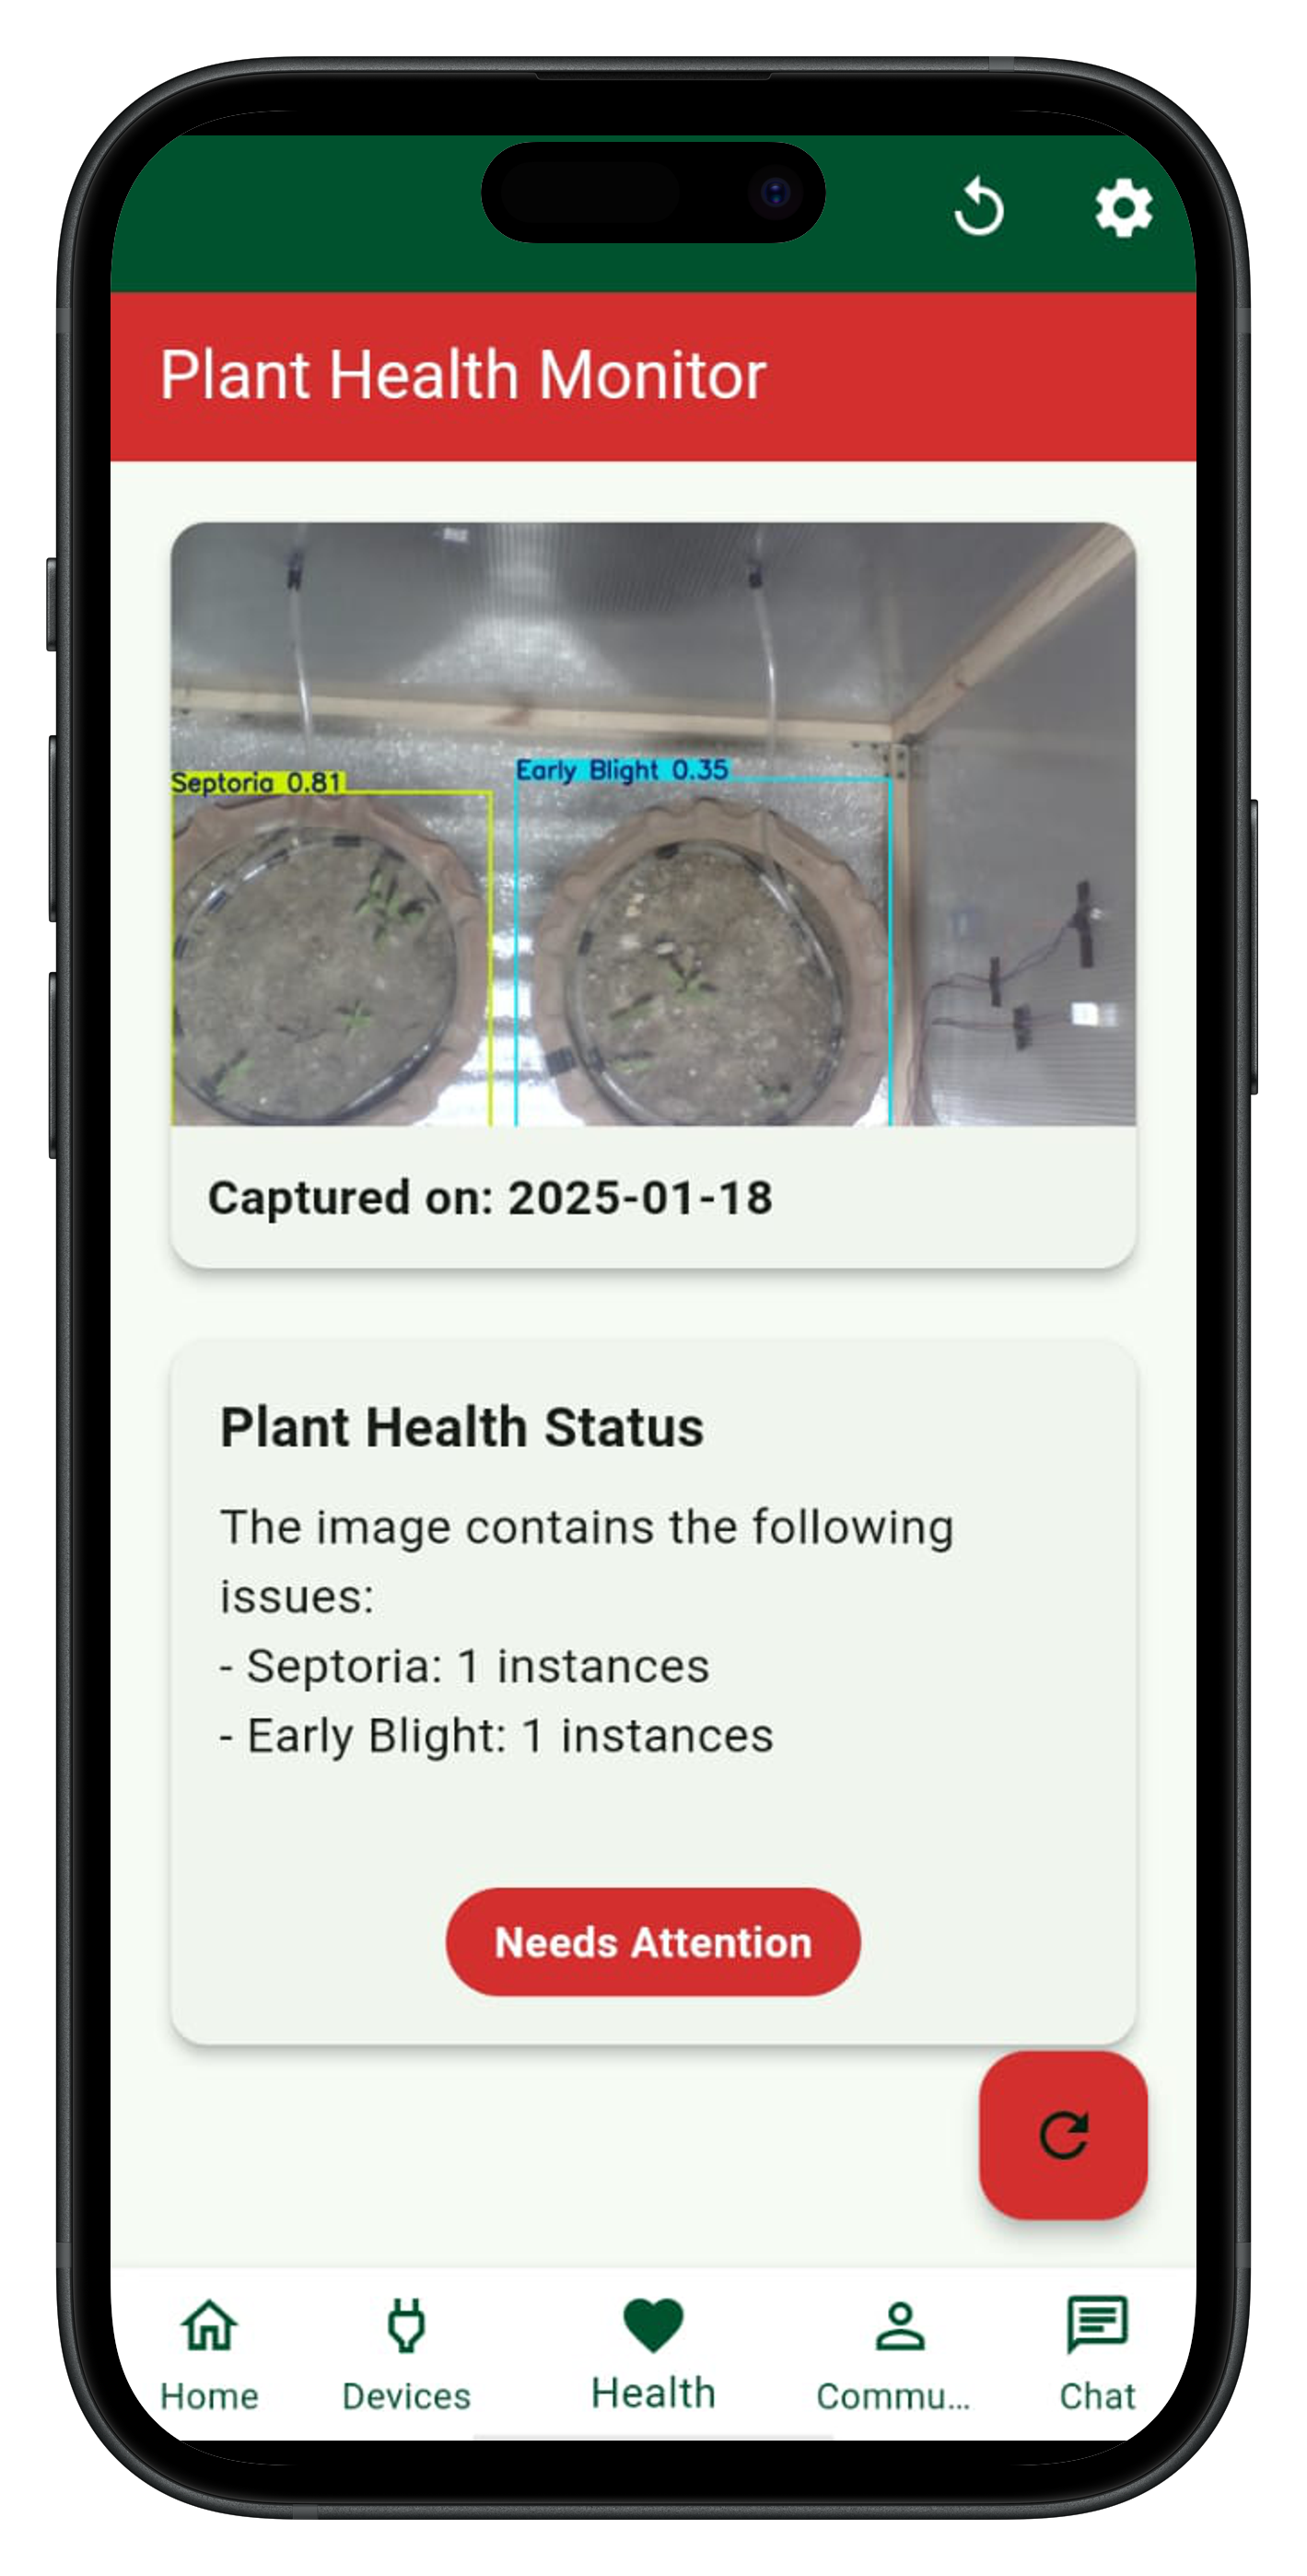 Plant Health Monitor
Septoria 0.81
Early Blight 0.35
Captured on: 2025-01-18
Plant Health Status
The image contains the following
issues:
- Septoria: 1 instances
- Early Blight: 1 instances
Needs Attention
Home
Devices
Health
Commu...
Chat